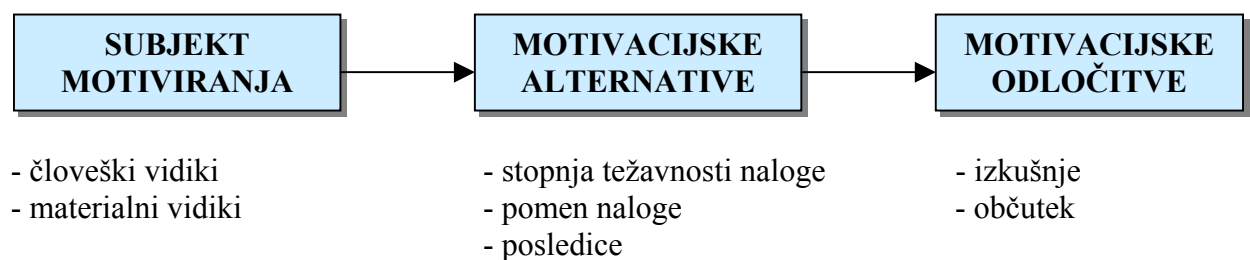 SUBJEKT
MOTIVIRANJA
MOTIVACIJSKE
ALTERNATIVE
MOTIVACIJSKE
ODLOČITVE
- človeški vidiki
- materialni vidiki
- stopnja težavnosti naloge
- pomen naloge
- posledice
- izkušnje
- občutek